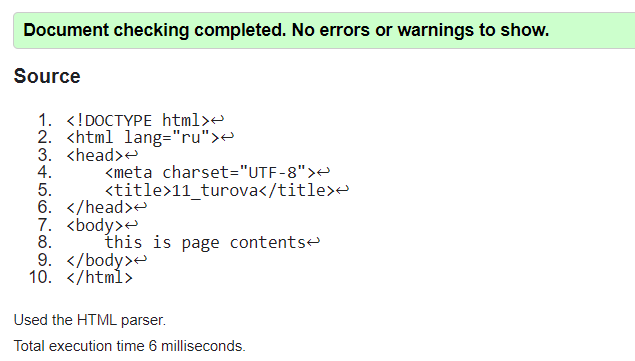 Document checking completed. No errors or warnings to show.
Source
1. <!DOCTYPE html>↩
2. <html lang="ru">↩
3. <head>↩
4.     <meta charset="UTF-8">↩
5.     <title>11_turova</title>↩
6. </head>↩
7. <body>↩
8.     this is page contents↩
9. </body>↩
10. </html>
Used the HTML parser.
Total execution time 6 milliseconds.